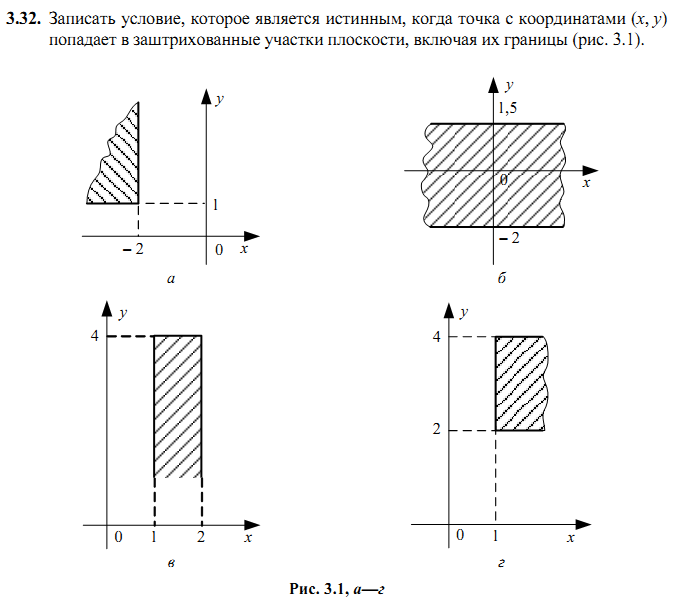 3.32. Записать условие, которое является истинным, когда точка с координатами (x, y)
попадает в заштрихованные участки плоскости, включая их границы (рис. 3.1).
y
1
– 2
0
x
а
y
1,5
0
x
– 2
б
y
4
0
1
2
x
в
y
4
2
0
1
x
г
Рис. 3.1, а—г